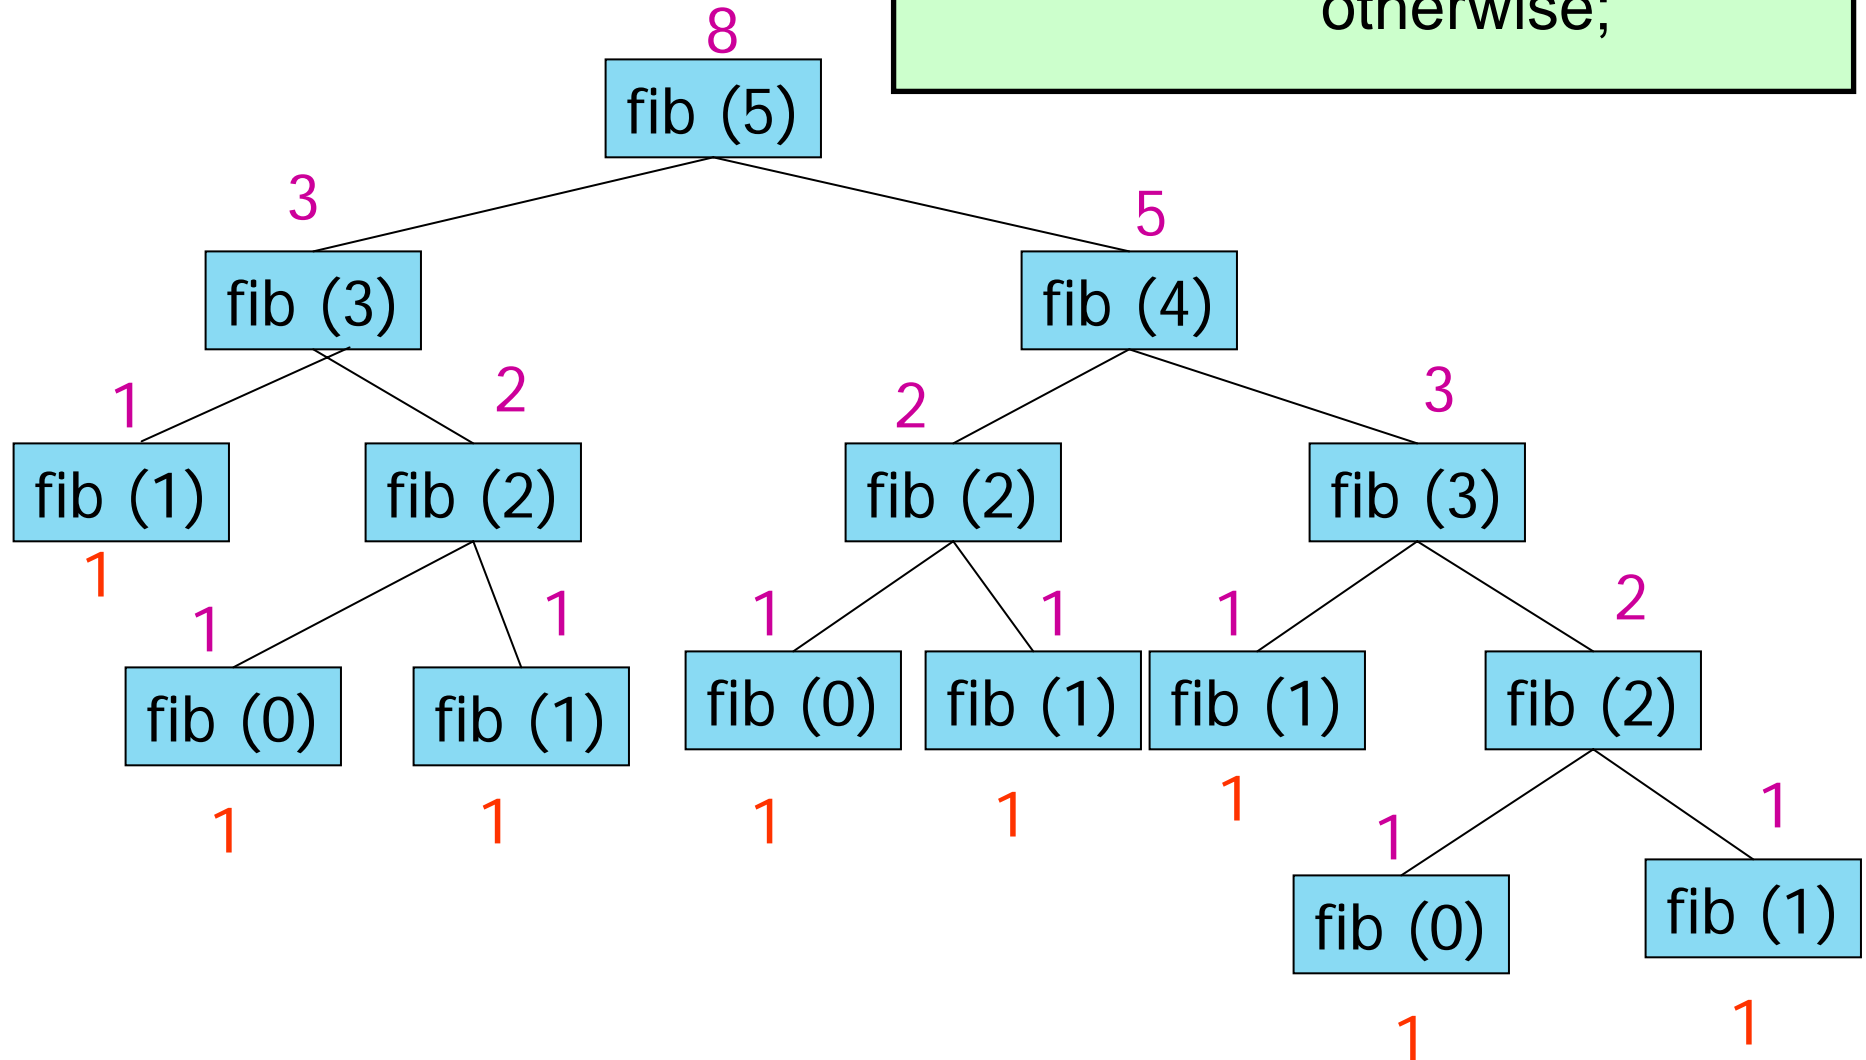 otherwise;
8
fib (5)
3 5
fib (3) fib (4)
1 2 2 3
fib (1) fib (2) fib (2) fib (3)
1
1 1 1 1 1 2
fib (0) fib (1) fib (0) fib (1) fib (1) fib (2)
1 1 1 1 1
1 1
fib (0) fib (1)
1 1